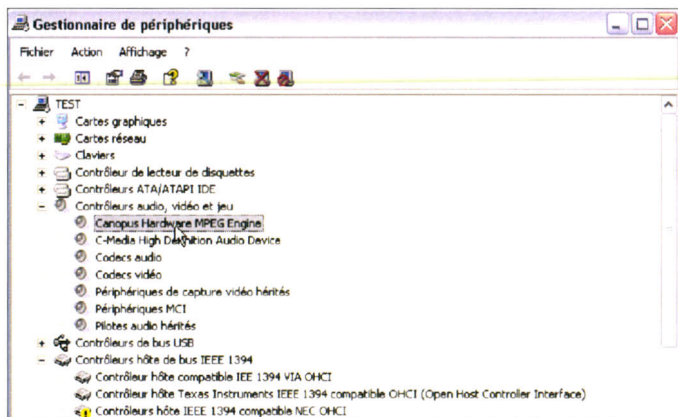 Gestionnaire de périphériques
Fichier Action Affichage ?
TEST
Cartes graphiques
Cartes réseau
Claviers
Contrôleur de lecteur de disquettes
Contrôleurs ATA/ATAPI IDE
Contrôleurs audio, vidéo et jeu
Canopus Hardware MPEG Engine
C-Media High Definition Audio Device
Codecs audio
Codecs vidéo
Périphériques de capture vidéo hérités
Périphériques MCI
Pilotes audio hérités
Contrôleurs de bus USB
Contrôleurs hôte de bus IEEE 1394
Contrôleur hôte compatible IEE 1394 VIA OHCI
Contrôleur hôte Texas Instruments IEEE 1394 compatible OHCI (Open Host Controller Interface)
Contrôleurs hôte IEEE 1394 compatible NEC OHCI